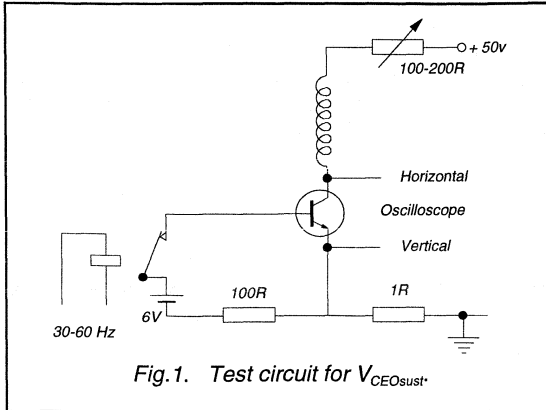 + 50v
100-200R
Horizontal
Oscilloscope
Vertical
100R
1R
6V
30-60 Hz
Fig.1. Test circuit for VCEOsust.